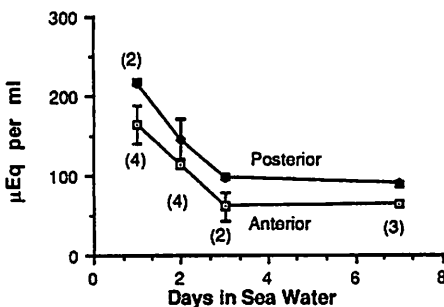 300
(2)
200
μEq per ml
(4)
Posterior
100
(4)
Anterior
(2)
(3)
0
0 2 4 6 8
Days in Sea Water